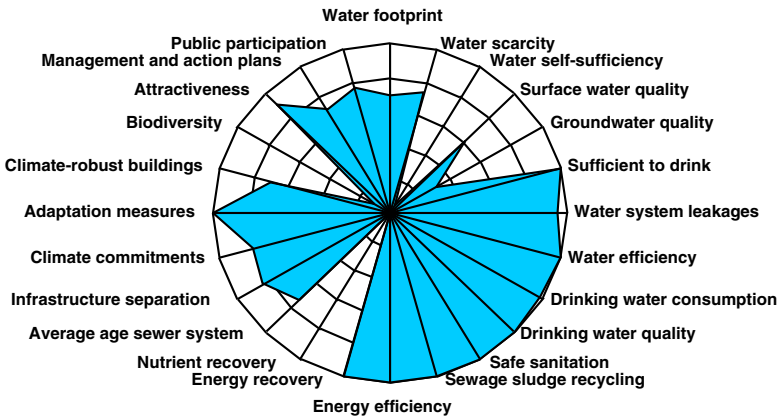 Water footprint
Public participation
Water scarcity
Management and action plans
Water self-sufficiency
Attractiveness
Surface water quality
Biodiversity
Groundwater quality
Climate-robust buildings
Sufficient to drink
Adaptation measures
Water system leakages
Climate commitments
Water efficiency
Infrastructure separation
Drinking water consumption
Average age sewer system
Drinking water quality
Nutrient recovery
Safe sanitation
Energy recovery
Sewage sludge recycling
Energy efficiency